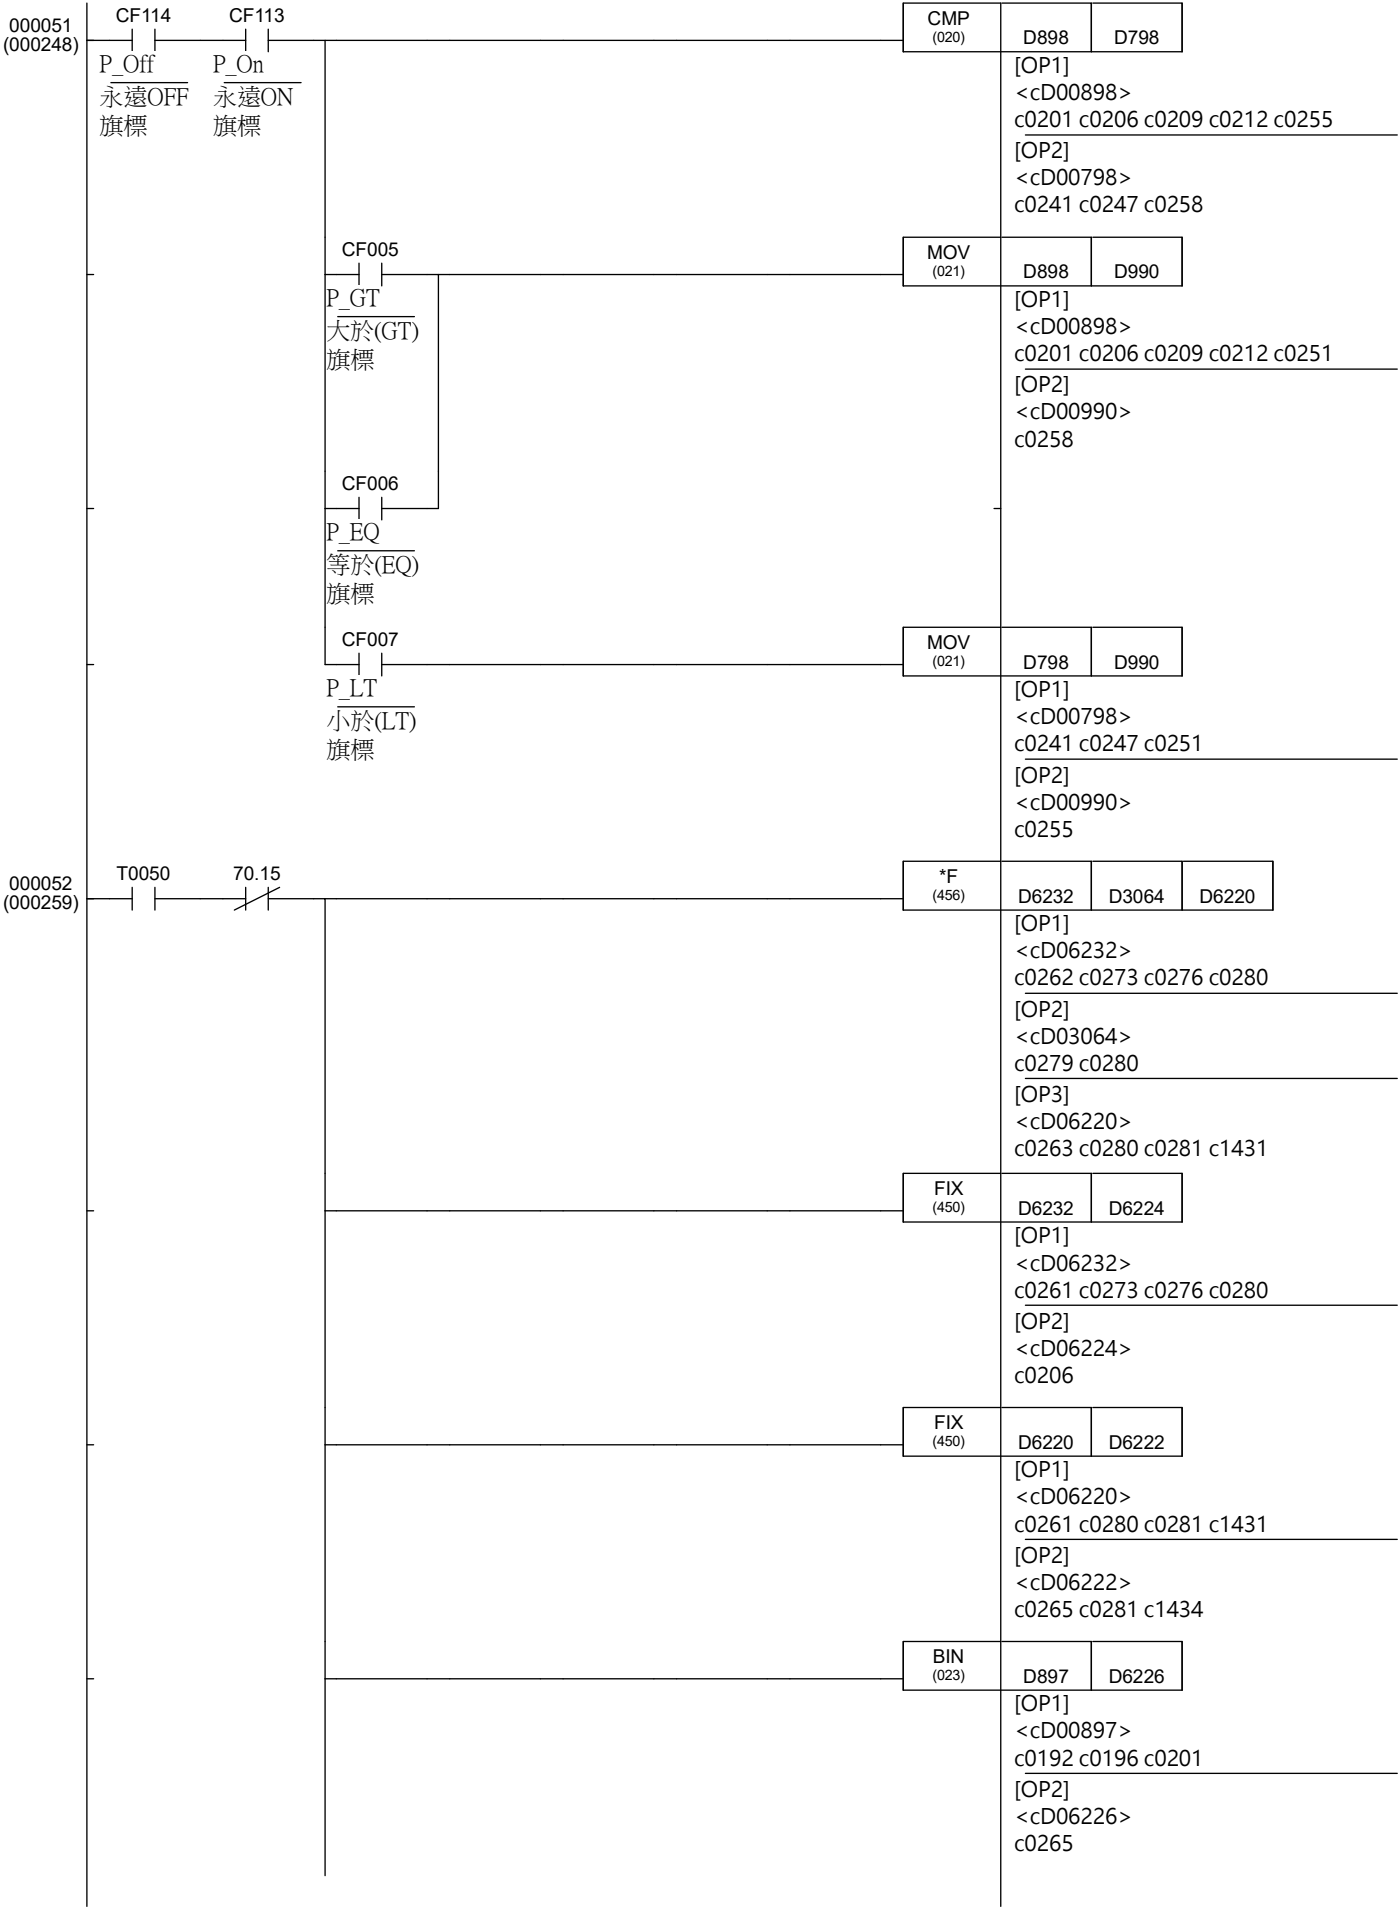 000051
(000248)
CF114
CF113
P_Off
永遠OFF
旗標
P_On
永遠ON
旗標
CMP
(020)
D898
D798
[OP1]
<cD00898>
c0201 c0206 c0209 c0212 c0255
[OP2]
<cD00798>
c0241 c0247 c0258
CF005
P_GT
大於(GT)
旗標
MOV
(021)
D898
D990
[OP1]
<cD00898>
c0201 c0206 c0209 c0212 c0251
[OP2]
<cD00990>
c0258
CF006
P_EQ
等於(EQ)
旗標
CF007
P_LT
小於(LT)
旗標
MOV
(021)
D798
D990
[OP1]
<cD00798>
c0241 c0247 c0251
[OP2]
<cD00990>
c0255
000052
(000259)
T0050
70.15
*F
(456)
D6232
D3064
D6220
[OP1]
<cD06232>
c0262 c0273 c0276 c0280
[OP2]
<cD03064>
c0279 c0280
[OP3]
<cD06220>
c0263 c0280 c0281 c1431
FIX
(450)
D6232
D6224
[OP1]
<cD06232>
c0261 c0273 c0276 c0280
[OP2]
<cD06224>
c0206
FIX
(450)
D6220
D6222
[OP1]
<cD06220>
c0261 c0280 c0281 c1431
[OP2]
<cD06222>
c0265 c0281 c1434
BIN
(023)
D897
D6226
[OP1]
<cD00897>
c0192 c0196 c0201
[OP2]
<cD06226>
c0265